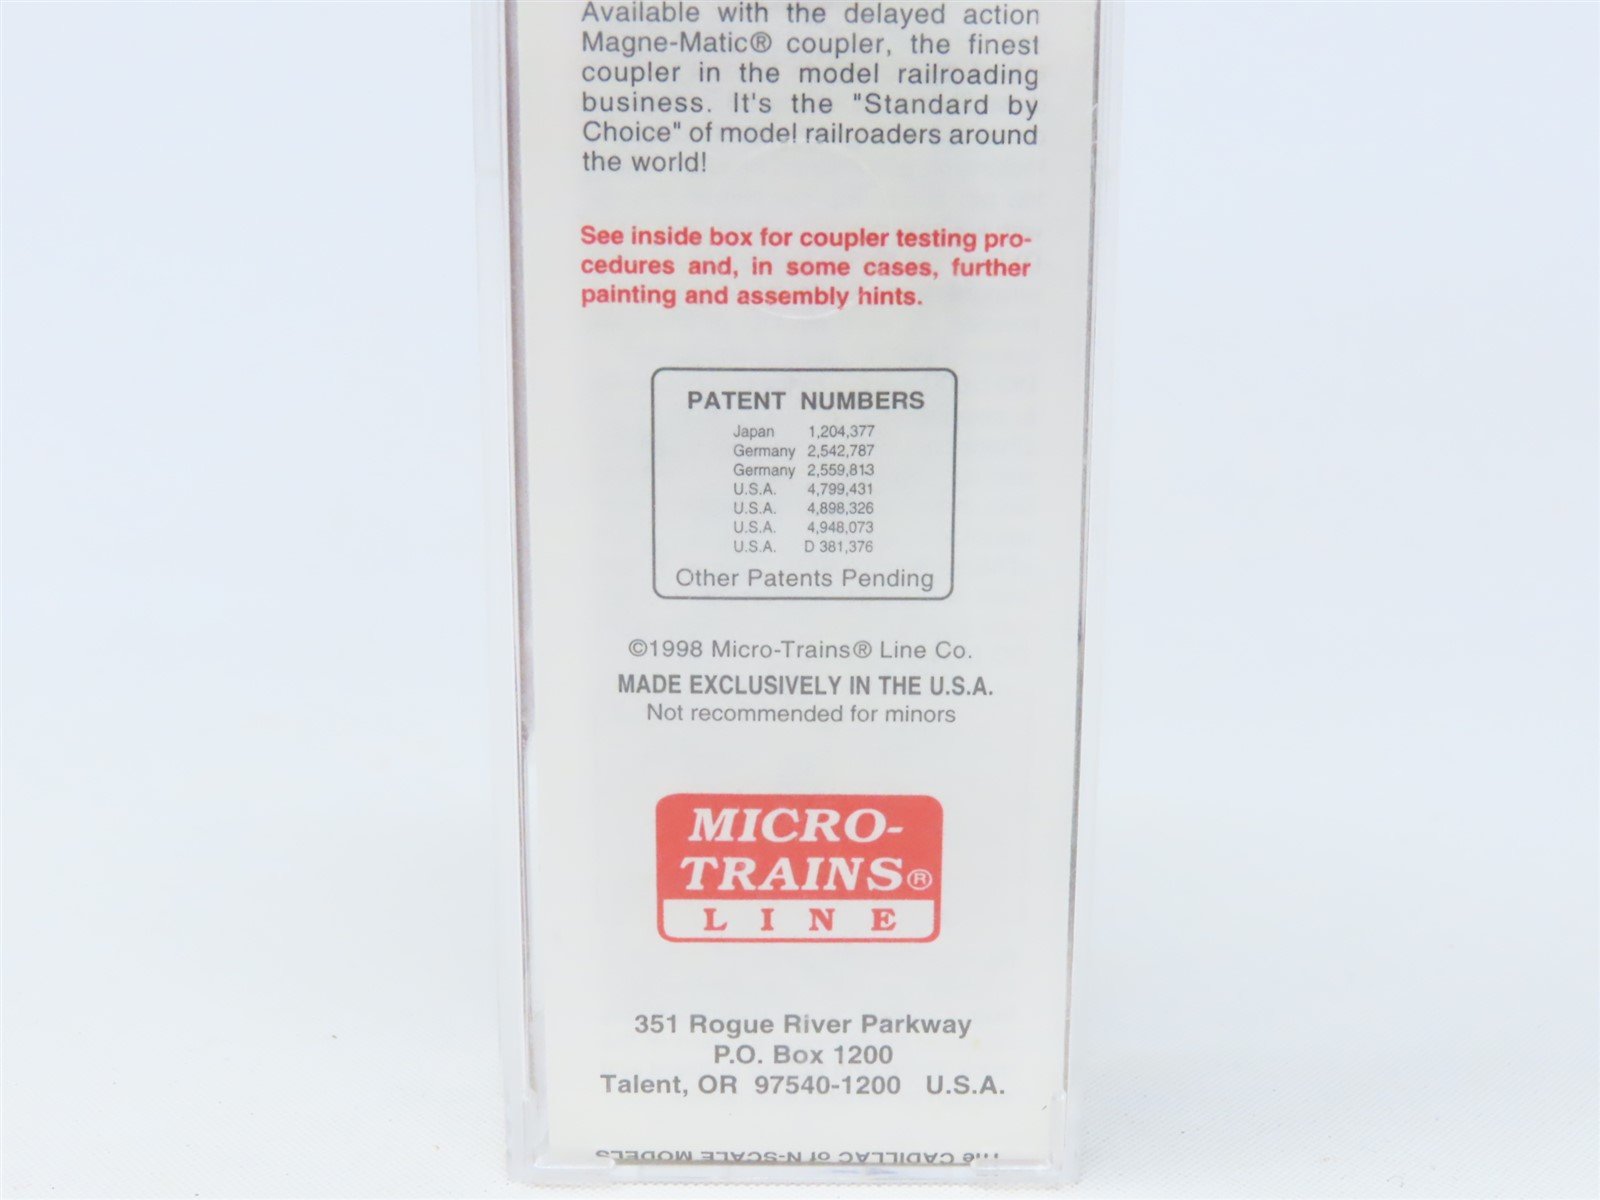 Available with the delayed action
Magne-Matic® coupler, the finest
coupler in the model railroading
business. It's the "Standard by
Choice" of model railroaders around
the world!
See inside box for coupler testing pro-
cedures and, in some cases, further
painting and assembly hints.
PATENT NUMBERS
Japan 1,204,377
Germany 2,542,787
Germany 2,559,813
U.S.A. 4,799,431
U.S.A. 4,898,326
U.S.A. 4,948,073
U.S.A. D 381,376
Other Patents Pending
©1998 Micro-Trains® Line Co.
MADE EXCLUSIVELY IN THE U.S.A.
Not recommended for minors
MICRO-
TRAINS®
LINE
351 Rogue River Parkway
P.O. Box 1200
Talent, OR 97540-1200 U.S.A.
The CADILLAC of N-SCALE MODELS